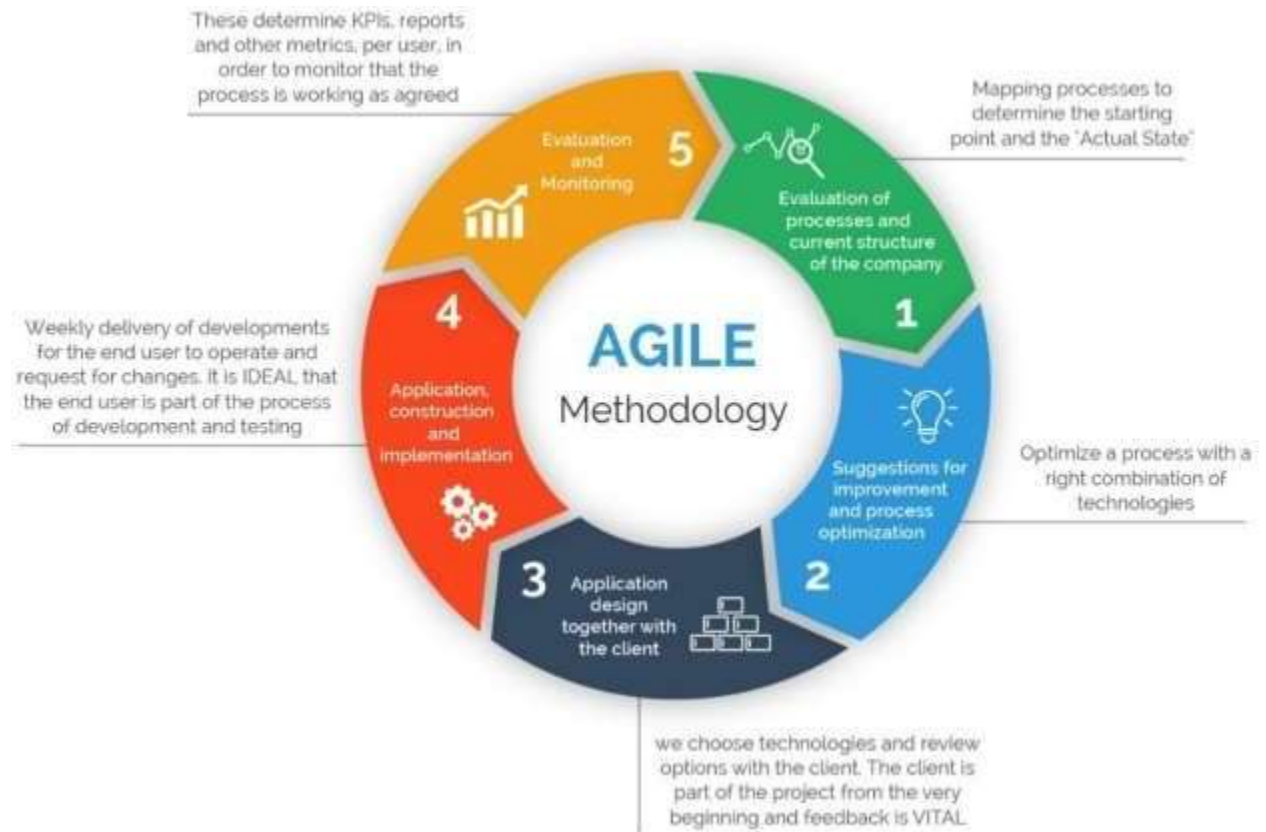 AGILE
Methodology
Evaluation of
processes and
current structure
of the company
1
Mapping processes to
determine the starting
point and the "Actual State"
Suggestions for
improvement
and process
optimization
2
Optimize a process with a
right combination of
technologies
3
Application
design
together with
the client
we choose technologies and review
options with the client. The client is
part of the project from the very
beginning and feedback is VITAL
4
Application,
construction
and
implementation
Weekly delivery of developments
for the end user to operate and
request for changes. It is IDEAL that
the end user is part of the process
of development and testing
5
Evaluation
and
Monitoring
These determine KPIs, reports
and other metrics, per user, in
order to monitor that the
process is working as agreed